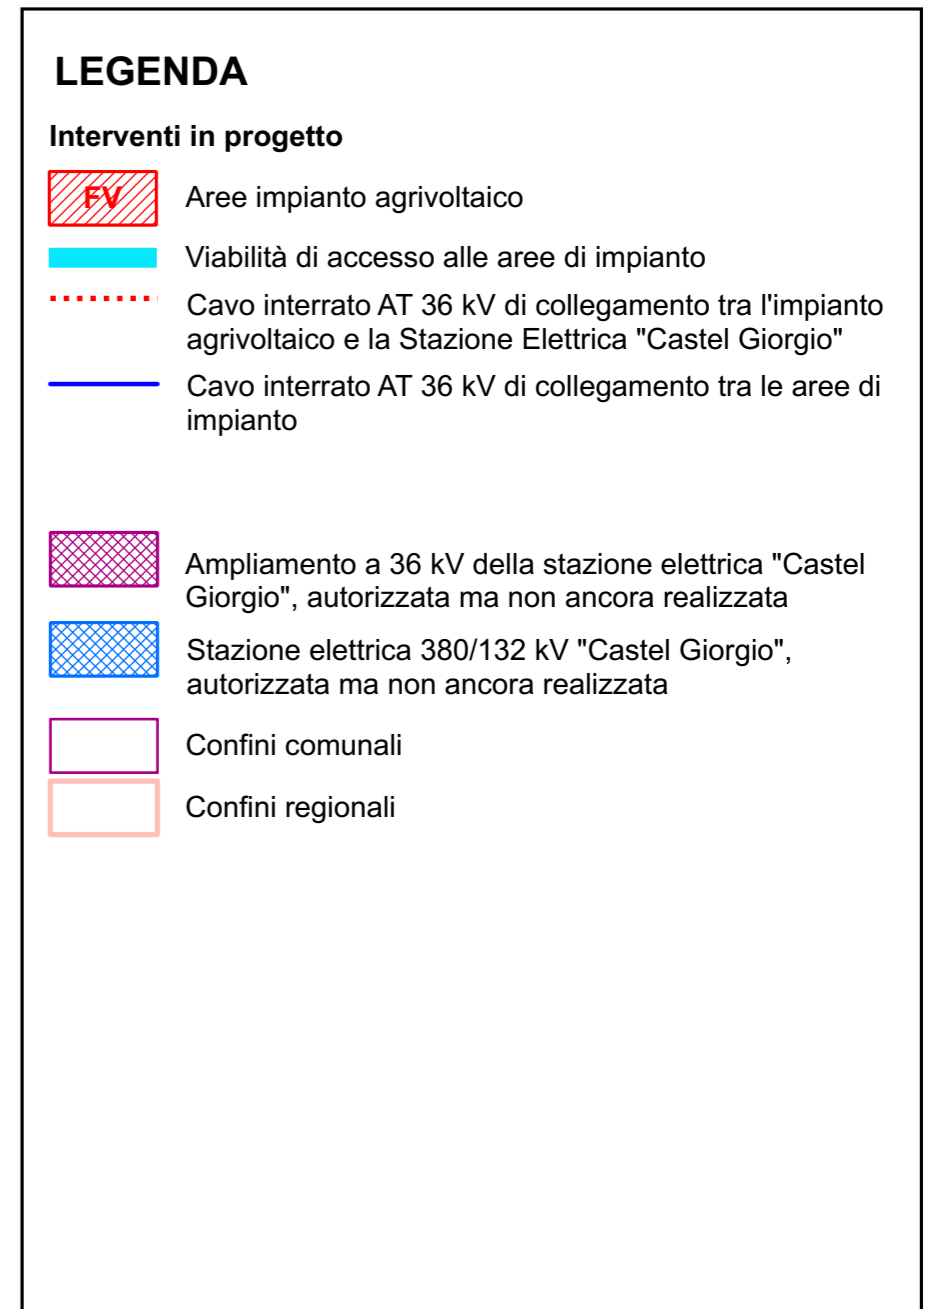 LEGENDA
Interventi in progetto
FV
Aree impianto agrivoltaico
Viabilità di accesso alle aree di impianto
Cavo interrato AT 36 kV di collegamento tra l'impianto
agrivoltaico e la Stazione Elettrica "Castel Giorgio"
Cavo interrato AT 36 kV di collegamento tra le aree di
impianto
Ampliamento a 36 kV della stazione elettrica "Castel
Giorgio", autorizzata ma non ancora realizzata
Stazione elettrica 380/132 kV "Castel Giorgio",
autorizzata ma non ancora realizzata
Confini comunali
Confini regionali